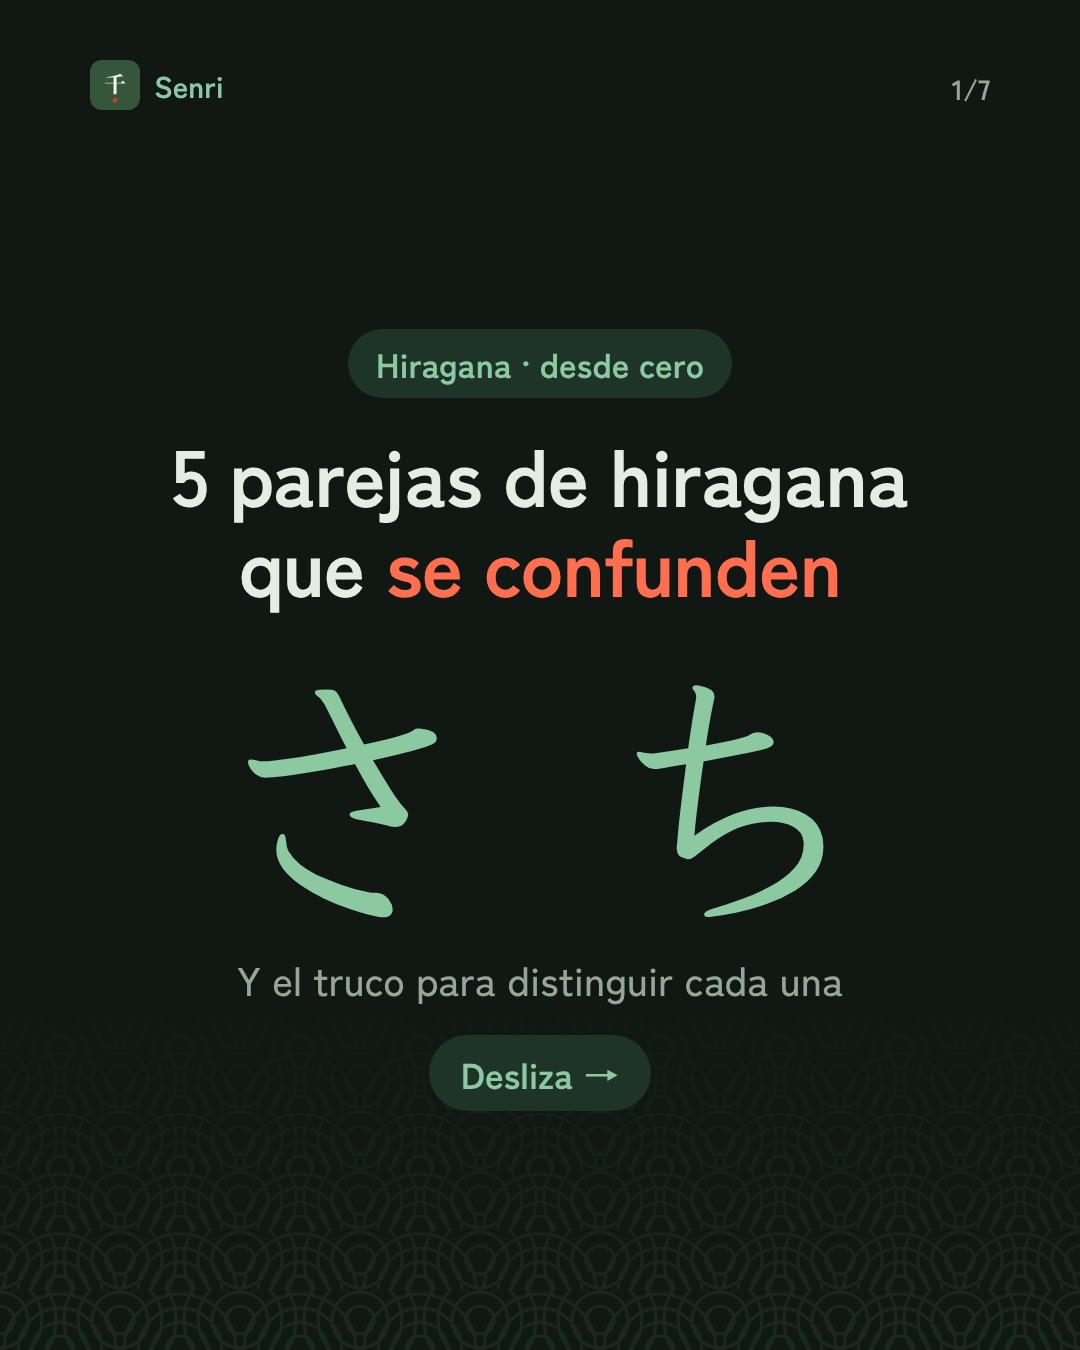 千 Senri
1/7
Hiragana · desde cero
5 parejas de hiragana
que se confunden
さ ち
Y el truco para distinguir cada una
Desliza →